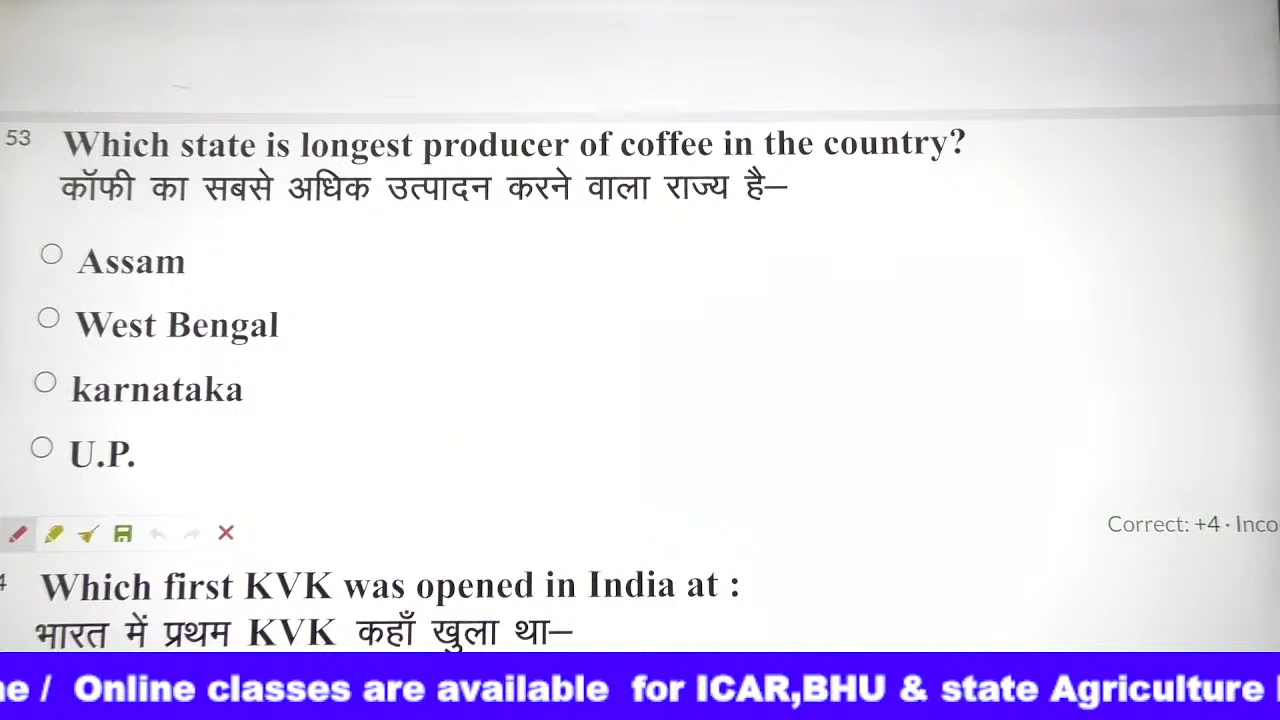 53 Which state is longest producer of coffee in the country?
कॉफी का सबसे अधिक उत्पादन करने वाला राज्य है–
Assam
West Bengal
karnataka
U.P.
Correct: +4 · Inco
4 Which first KVK was opened in India at :
भारत में प्रथम KVK कहाँ खुला था–
ne / Online classes are available for ICAR,BHU & state Agriculture